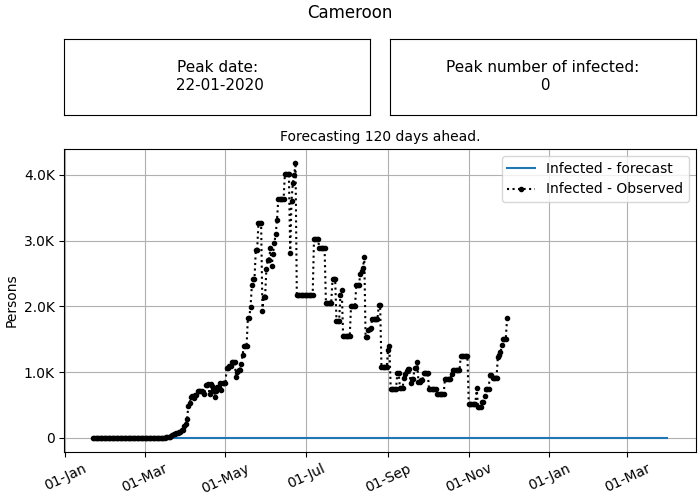 Cameroon
Peak date:
22-01-2020
Peak number of infected:
0
Forecasting 120 days ahead.
Infected - forecast
Infected - Observed
4.0K
3.0K
2.0K
1.0K
0
Persons
01-Jan
01-Mar
01-May
01-Jul
01-Sep
01-Nov
01-Jan
01-Mar